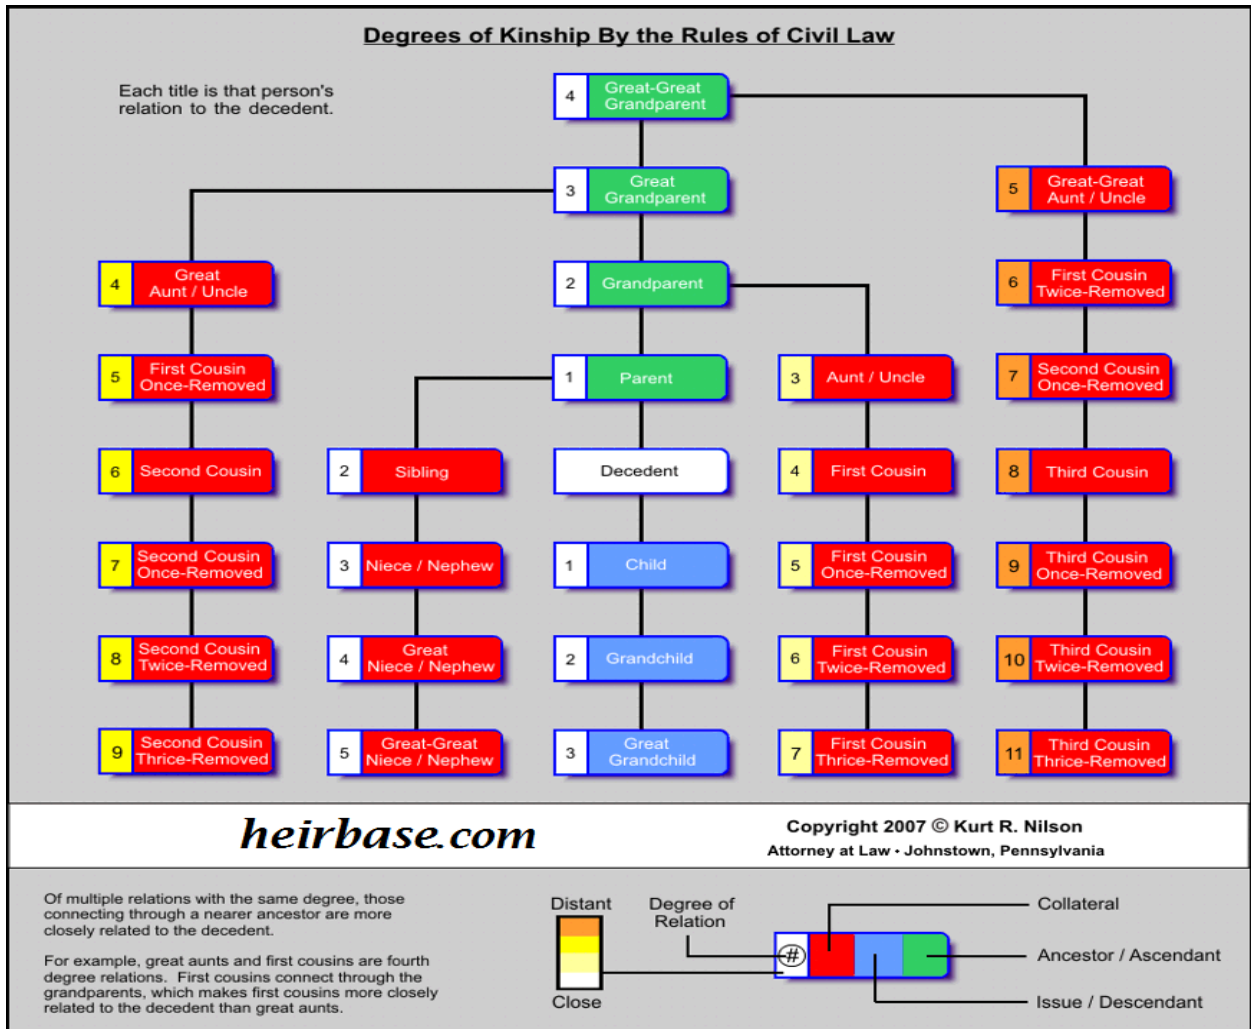 Degrees of Kinship By the Rules of Civil Law
Each title is that person's
relation to the decedent.
4
Great-Great
Grandparent
3
Great
Grandparent
5
Great-Great
Aunt / Uncle
4
Great
Aunt / Uncle
2
Grandparent
6
First Cousin
Twice-Removed
5
First Cousin
Once-Removed
1
Parent
3
Aunt / Uncle
7
Second Cousin
Once-Removed
6
Second Cousin
2
Sibling
Decedent
4
First Cousin
8
Third Cousin
7
Second Cousin
Once-Removed
3
Niece / Nephew
1
Child
5
First Cousin
Once-Removed
9
Third Cousin
Once-Removed
8
Second Cousin
Twice-Removed
4
Great
Niece / Nephew
2
Grandchild
6
First Cousin
Twice-Removed
10
Third Cousin
Twice-Removed
9
Second Cousin
Thrice-Removed
5
Great-Great
Niece / Nephew
3
Great
Grandchild
7
First Cousin
Thrice-Removed
11
Third Cousin
Thrice-Removed
heirbase.com
Copyright 2007 © Kurt R. Nilson
Attorney at Law • Johnstown, Pennsylvania
Of multiple relations with the same degree, those
connecting through a nearer ancestor are more
closely related to the decedent.
For example, great aunts and first cousins are fourth
degree relations. First cousins connect through the
grandparents, which makes first cousins more closely
related to the decedent than great aunts.
Distant
Close
Degree of
Relation
#
Collateral
Ancestor / Ascendant
Issue / Descendant